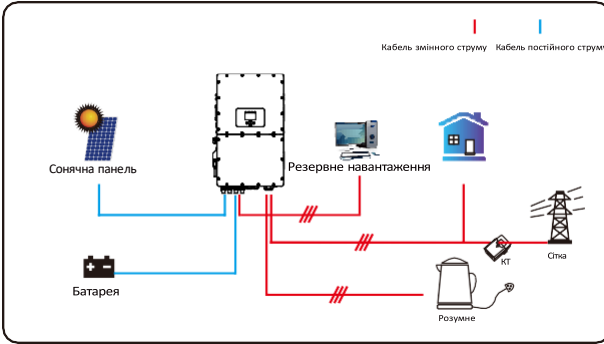 Кабель змінного струму Кабель постійного струму
Сонячна панель
Резервне навантаження
КТ
Сітка
Батарея
Розумне